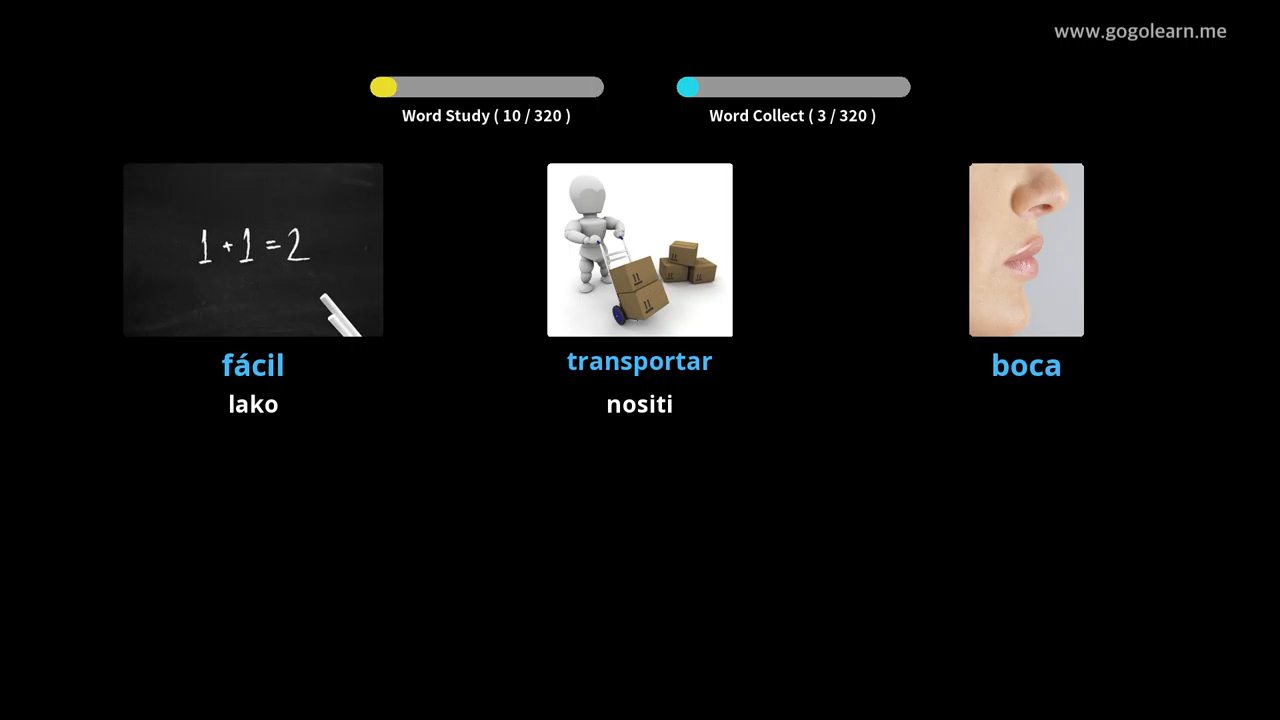 www.gogolearn.me
Word Study ( 10 / 320 )
Word Collect ( 3 / 320 )
1 + 1 = 2
fácil
lako
transportar
nositi
boca